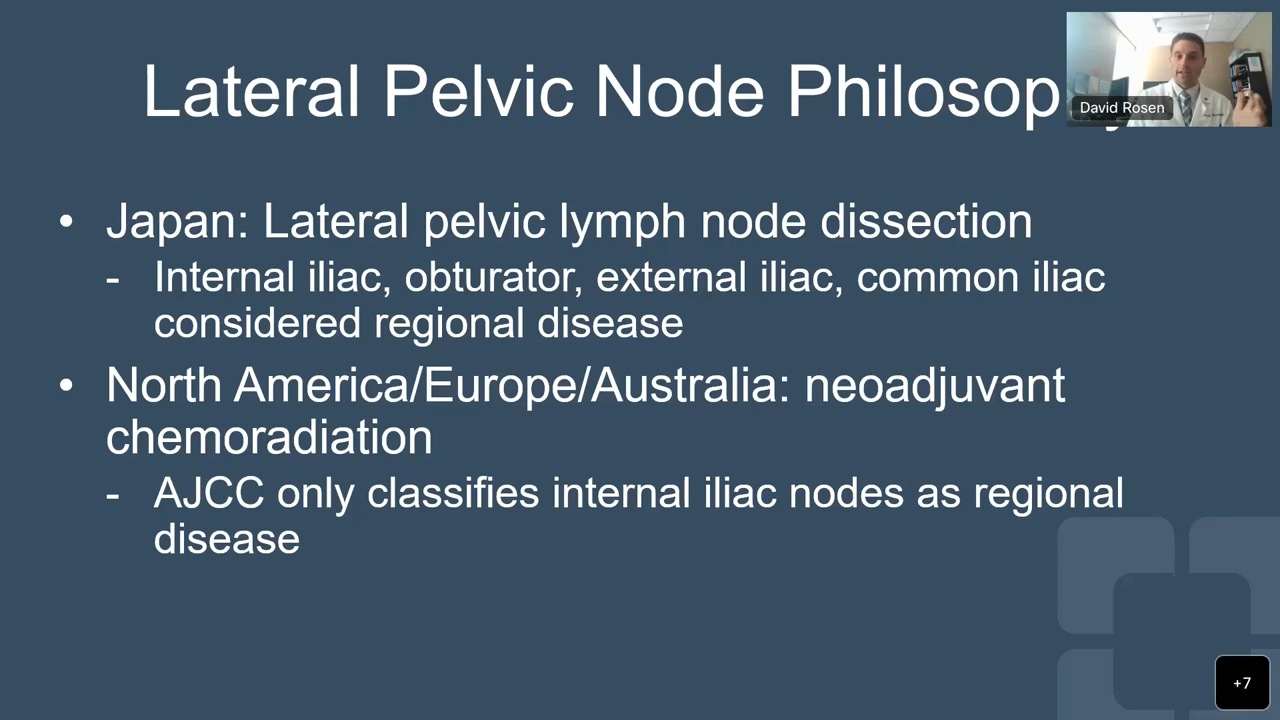 Lateral Pelvic Node Philosop
David Rosen
• Japan: Lateral pelvic lymph node dissection
- Internal iliac, obturator, external iliac, common iliac
considered regional disease
• North America/Europe/Australia: neoadjuvant
chemoradiation
- AJCC only classifies internal iliac nodes as regional
disease
+7